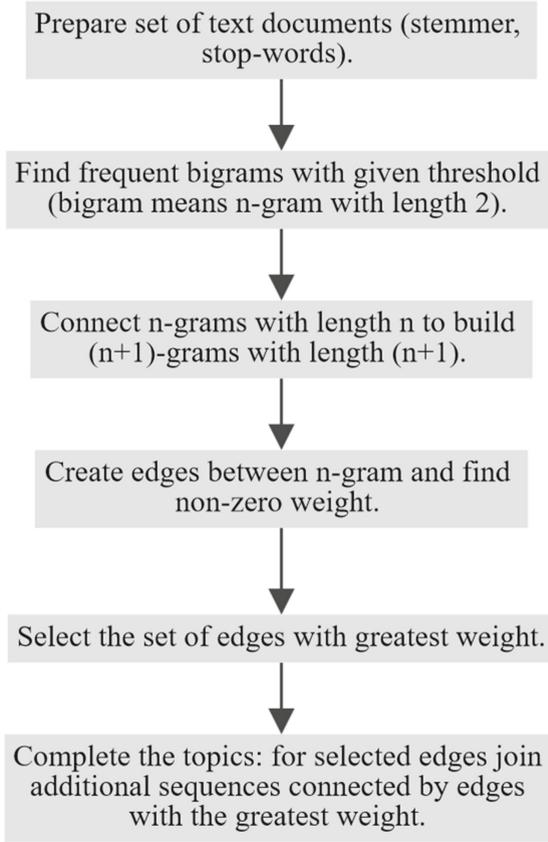 Prepare set of text documents (stemmer,
stop-words).
Find frequent bigrams with given threshold
(bigram means n-gram with length 2).
Connect n-grams with length n to build
(n+1)-grams with length (n+1).
Create edges between n-gram and find
non-zero weight.
Select the set of edges with greatest weight.
Complete the topics: for selected edges join
additional sequences connected by edges
with the greatest weight.